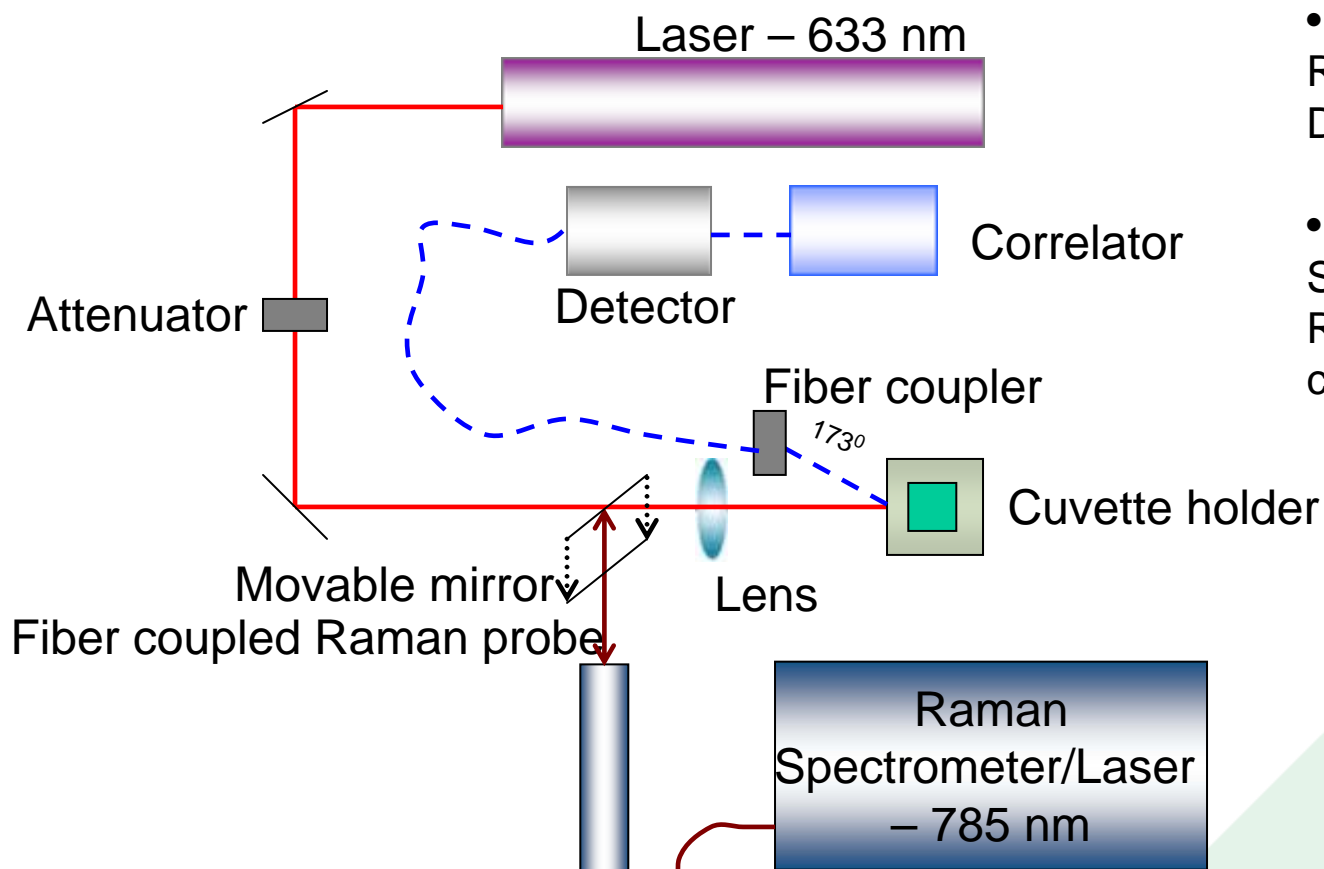 Laser – 633 nm
•
R
D
•
S
R
c
Correlator
Detector
Attenuator
Fiber coupler
173⁰
Cuvette holder
Movable mirror
Lens
Fiber coupled Raman probe
Raman
Spectrometer/Laser
– 785 nm